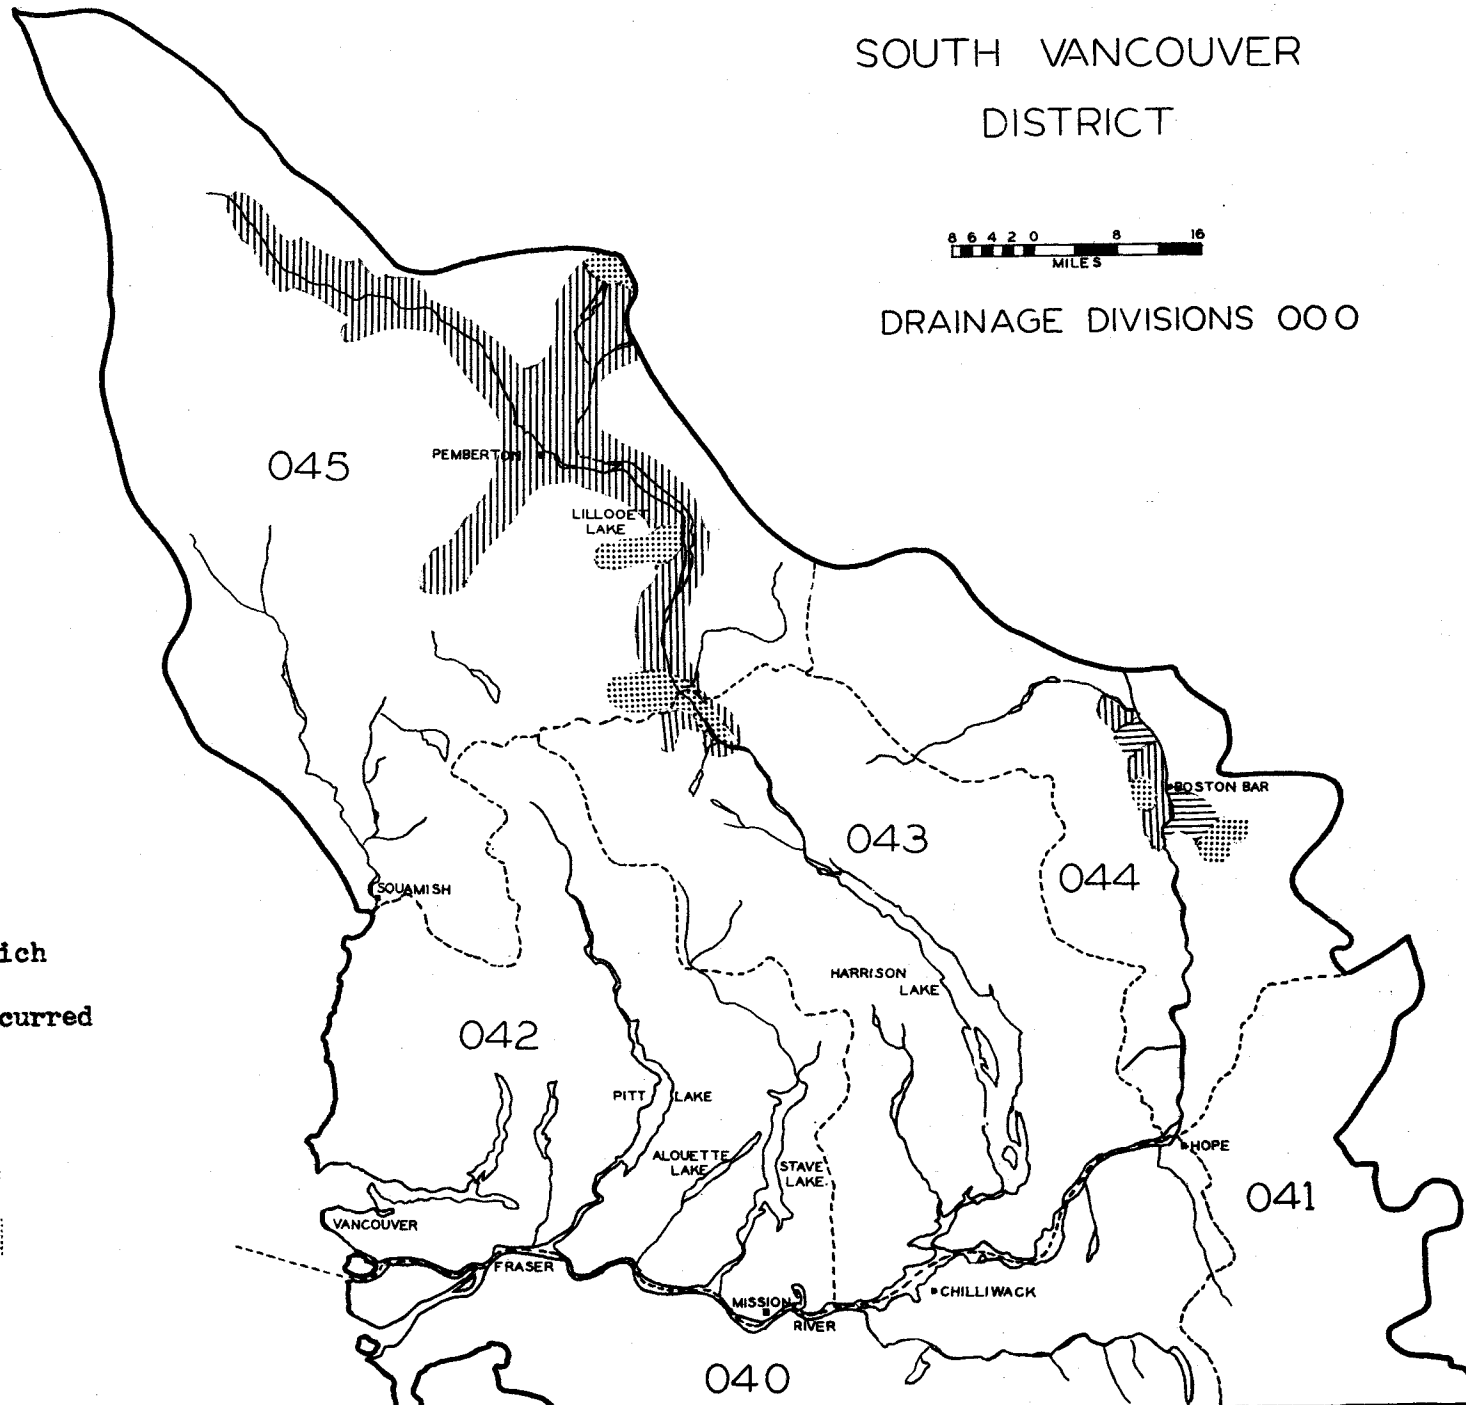 SOUTH VANCOUVER
DISTRICT
8 6 4 2 0 8 16
MILES
DRAINAGE DIVISIONS 000
045
PEMBERTON
LILLOOET
LAKE
BOSTON BAR
043
044
SQUAMISH
ich
HARRISON
LAKE
curred
042
PITT LAKE
ALOUETTE
LAKE
STAVE
LAKE
HOPE
041
VANCOUVER
FRASER
CHILLIWACK
MISSION
RIVER
040